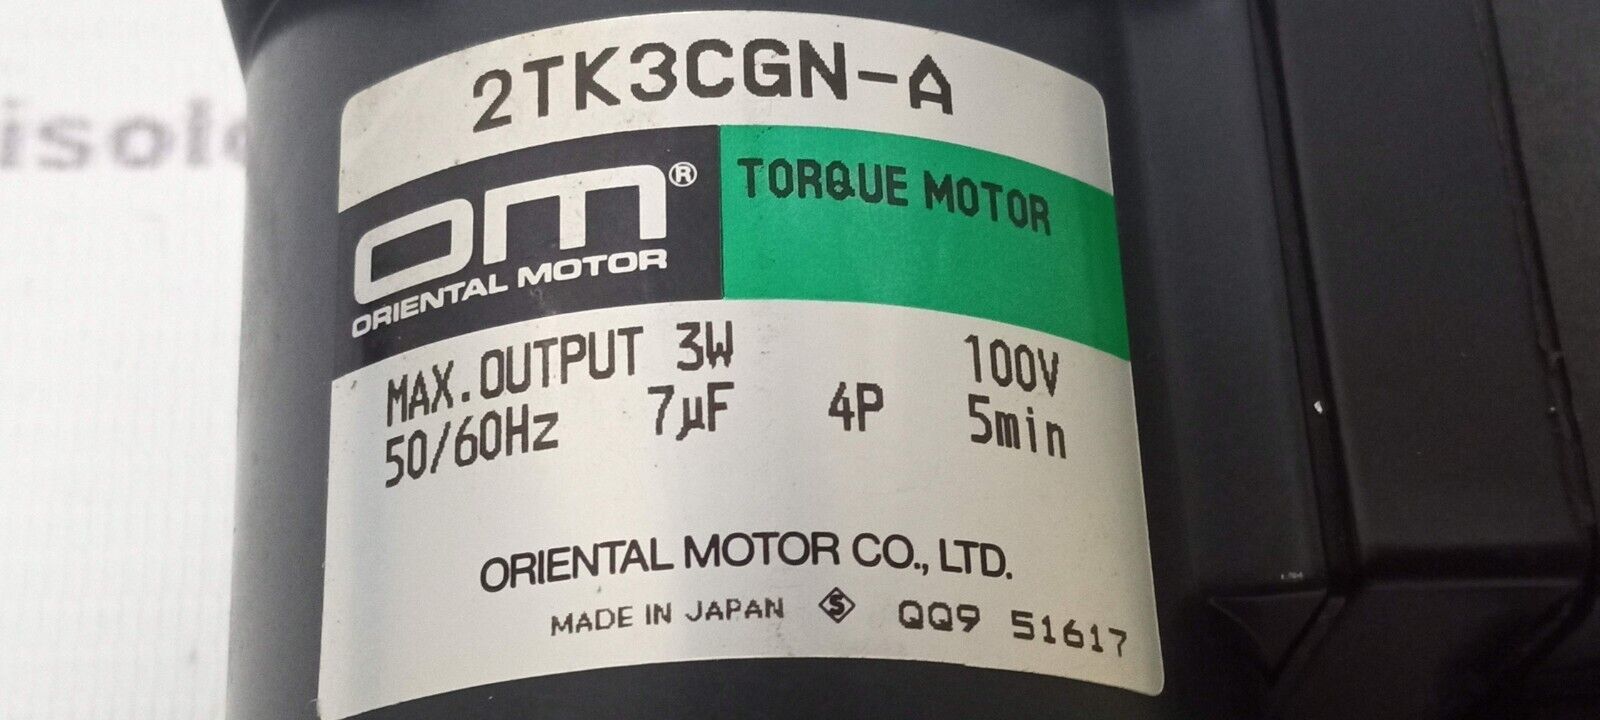 2TK3CGN-A
om®
ORIENTAL MOTOR
TORQUE MOTOR
MAX. OUTPUT 3W 100V
50/60Hz 7μF 4P 5min
ORIENTAL MOTOR CO., LTD.
MADE IN JAPAN S QQ9 51617